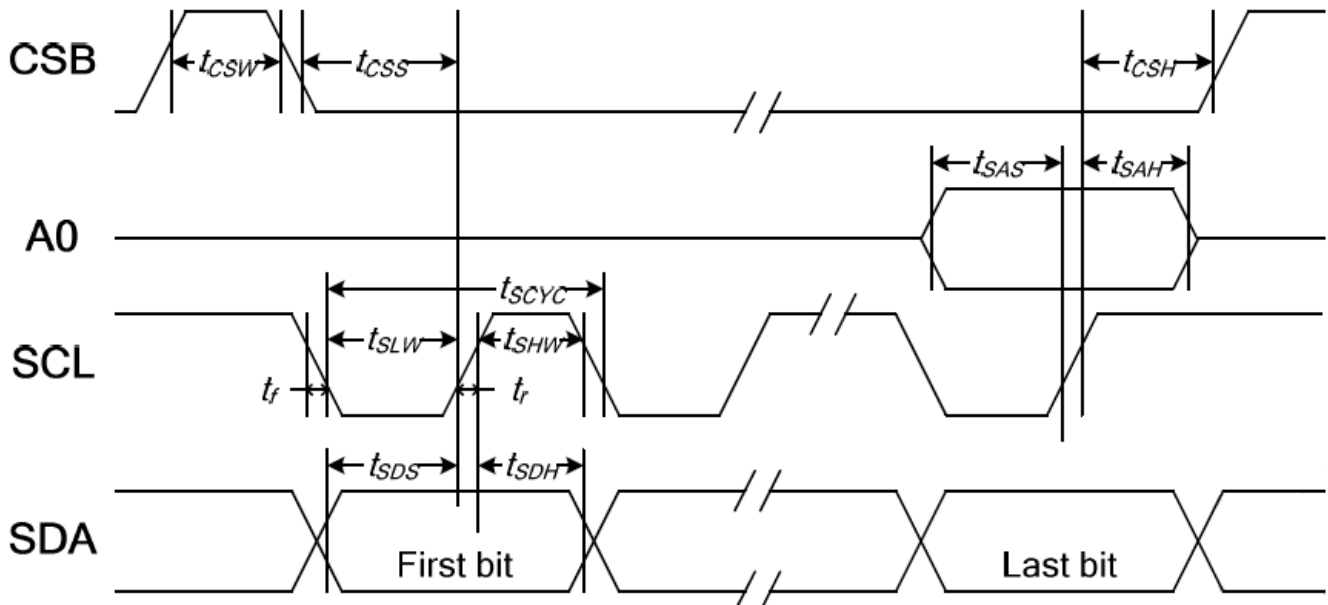 CSB
tCSW
tCSS
tCSH
tSAS
tSAH
A0
tSCYC
tSLW
tSHW
SCL
tf
tr
tSDS
tSDH
SDA
First bit
Last bit